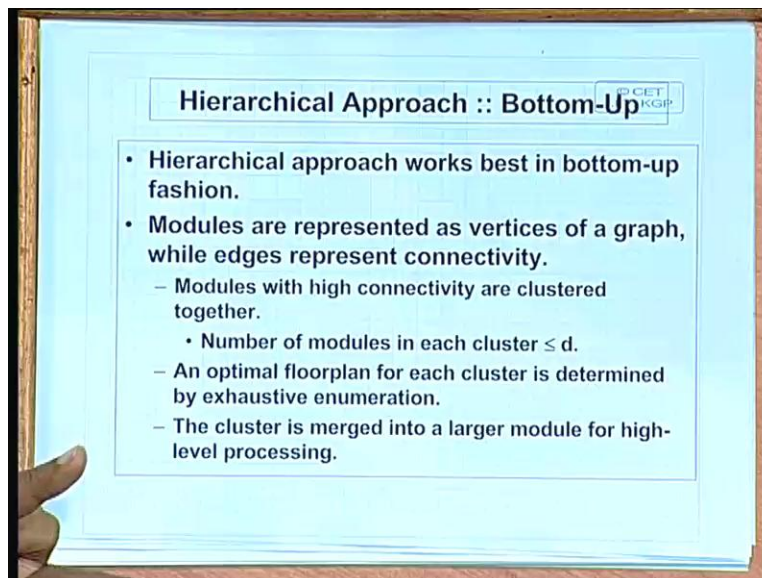 Hierarchical Approach :: Bottom-Up
© CET
KGP
• Hierarchical approach works best in bottom-up
fashion.
• Modules are represented as vertices of a graph,
while edges represent connectivity.
– Modules with high connectivity are clustered
together.
• Number of modules in each cluster ≤ d.
– An optimal floorplan for each cluster is determined
by exhaustive enumeration.
– The cluster is merged into a larger module for high-
level processing.